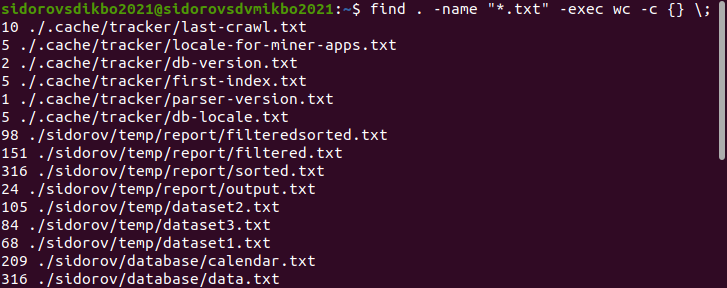 sidorovsdikbo2021@sidorovsdvmikbo2021:~$ find . -name "*.txt" -exec wc -c {} \;
10 ./.cache/tracker/last-crawl.txt
5 ./.cache/tracker/locale-for-miner-apps.txt
2 ./.cache/tracker/db-version.txt
5 ./.cache/tracker/first-index.txt
1 ./.cache/tracker/parser-version.txt
5 ./.cache/tracker/db-locale.txt
98 ./sidorov/temp/report/filteredsorted.txt
151 ./sidorov/temp/report/filtered.txt
316 ./sidorov/temp/report/sorted.txt
24 ./sidorov/temp/report/output.txt
105 ./sidorov/temp/dataset2.txt
84 ./sidorov/temp/dataset3.txt
68 ./sidorov/temp/dataset1.txt
209 ./sidorov/database/calendar.txt
316 ./sidorov/database/data.txt